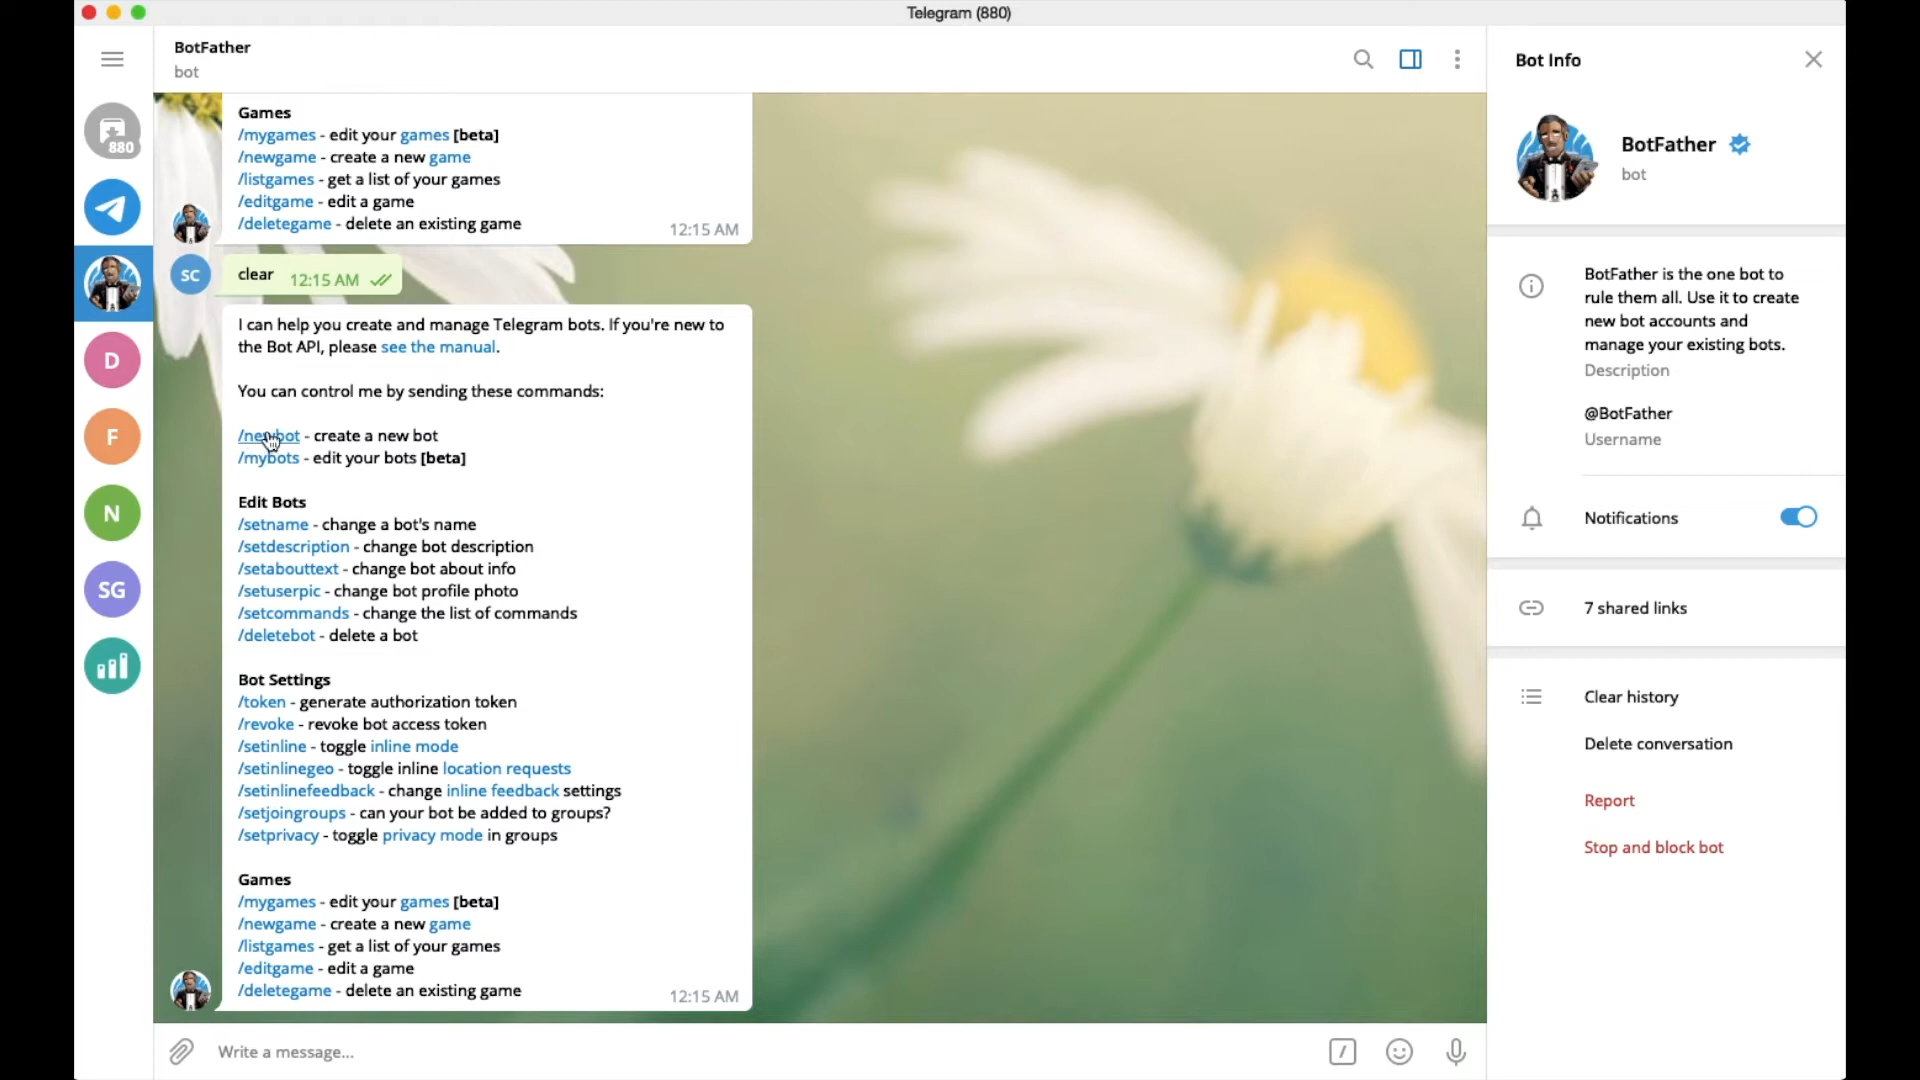 Telegram (880)
BotFather
bot
880
D
F
N
SG
Games
/mygames - edit your games [beta]
/newgame - create a new game
/listgames - get a list of your games
/editgame - edit a game
/deletegame - delete an existing game
12:15 AM
SC
clear 12:15 AM
I can help you create and manage Telegram bots. If you're new to
the Bot API, please see the manual.
You can control me by sending these commands:
/newbot - create a new bot
/mybots - edit your bots [beta]
Edit Bots
/setname - change a bot's name
/setdescription - change bot description
/setabouttext - change bot about info
/setuserpic - change bot profile photo
/setcommands - change the list of commands
/deletebot - delete a bot
Bot Settings
/token - generate authorization token
/revoke - revoke bot access token
/setinline - toggle inline mode
/setinlinegeo - toggle inline location requests
/setinlinefeedback - change inline feedback settings
/setjoingroups - can your bot be added to groups?
/setprivacy - toggle privacy mode in groups
Games
/mygames - edit your games [beta]
/newgame - create a new game
/listgames - get a list of your games
/editgame - edit a game
/deletegame - delete an existing game
12:15 AM
Write a message...
Bot Info
BotFather
bot
BotFather is the one bot to
rule them all. Use it to create
new bot accounts and
manage your existing bots.
Description
@BotFather
Username
Notifications
7 shared links
Clear history
Delete conversation
Report
Stop and block bot